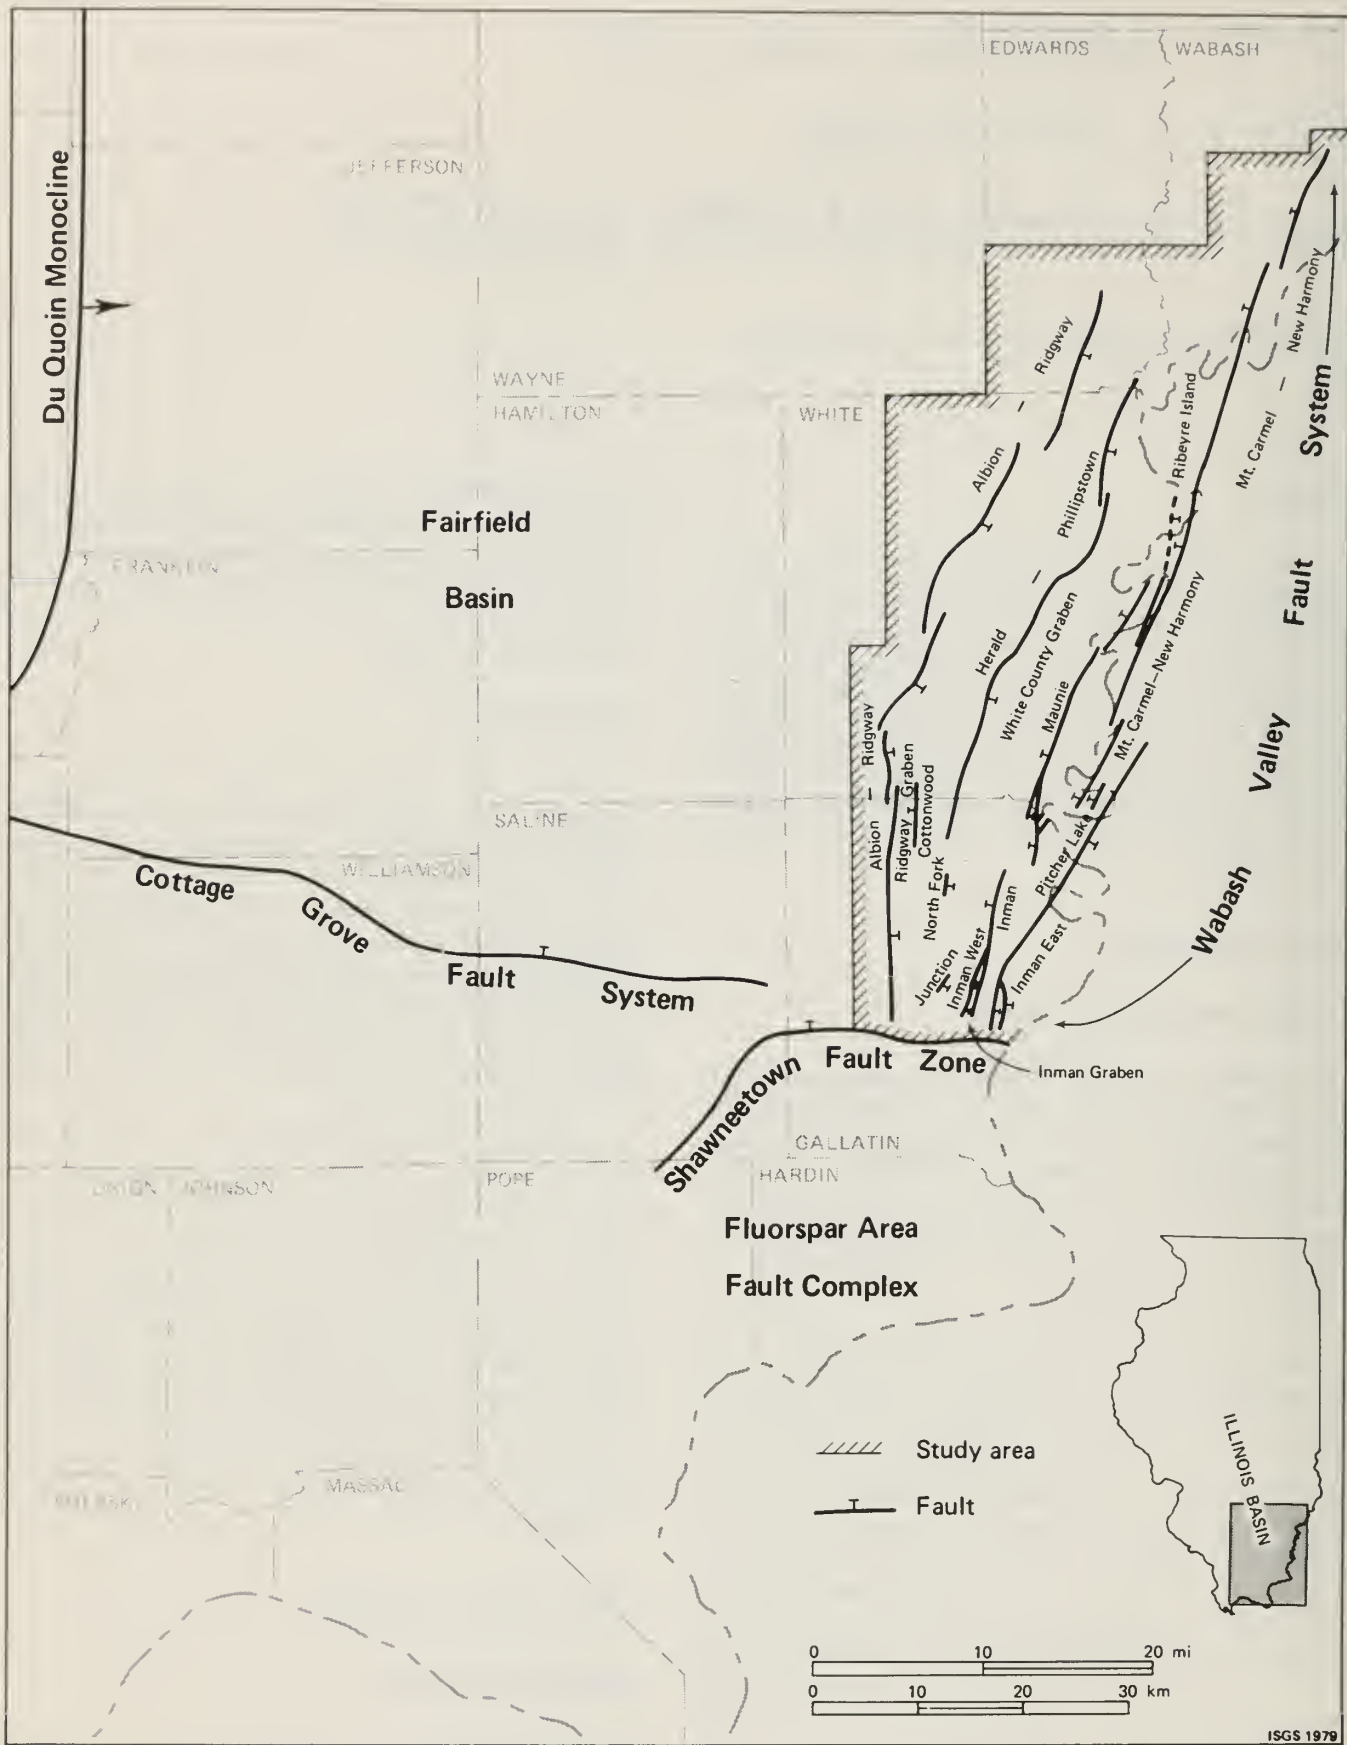 EDWARDS
WABASH
JEFFERSON
Du Quoin Monocline
WAYNE
HAMILTON
WHITE
Fairfield
Basin
FRANKLIN
Albion – Ridgway
Herald – Phillipstown
Ribeyre Island
Mt. Carmel – New Harmony
White County Graben
Maunie
Mt. Carmel–New Harmony
Albion – Ridgway
Ridgway Graben
Cottonwood
North Fork
Pitcher Lake
Junction
Inman West
Inman
Inman East
Inman Graben
Wabash Valley Fault System
SALINE
WILLIAMSON
Cottage Grove Fault System
Shawneetown Fault Zone
GALLATIN
HARDIN
POPE
UNION
JOHNSON
Fluorspar Area
Fault Complex
MASSAC
Study area
Fault
ILLINOIS BASIN
0 10 20 mi
0 10 20 30 km
ISGS 1979